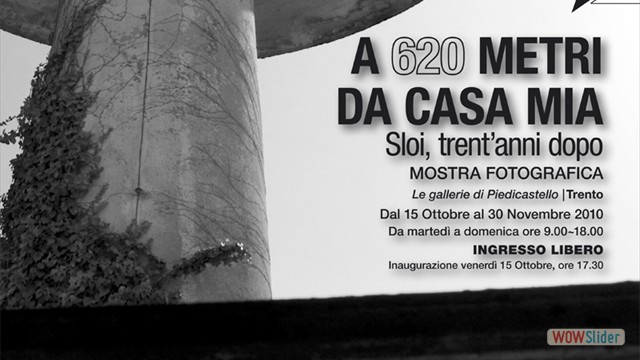 A 620 METRI
DA CASA MIA
Sloi, trent'anni dopo
MOSTRA FOTOGRAFICA
Le gallerie di Piedicastello | Trento
Dal 15 Ottobre al 30 Novembre 2010
Da martedì a domenica ore 9.00~18.00
INGRESSO LIBERO
Inaugurazione venerdì 15 Ottobre, ore 17.30
WOWSlider